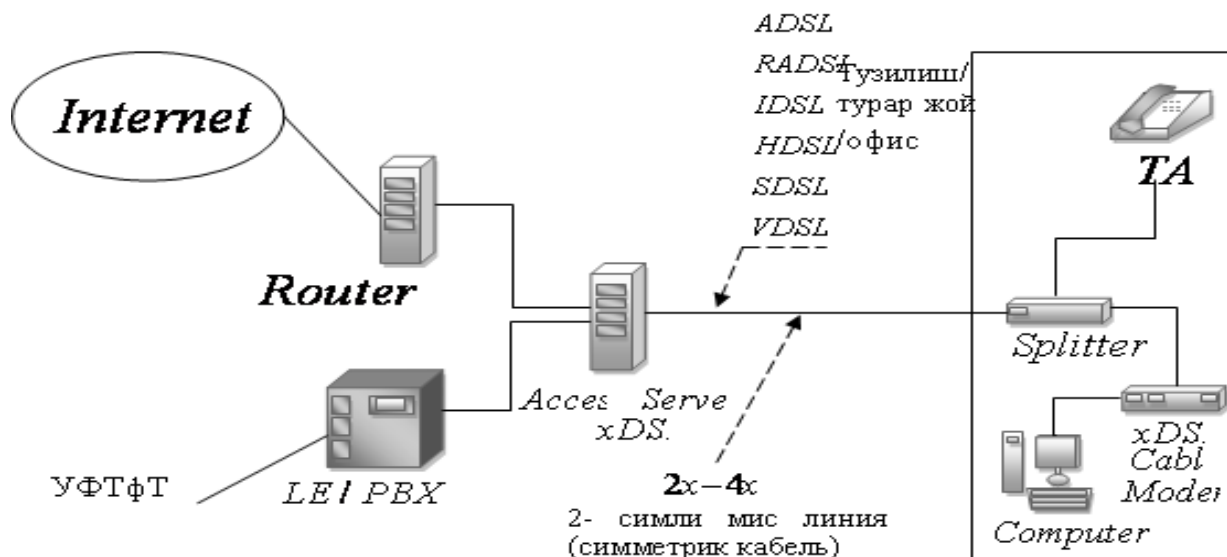 ADSL
RADSL
IDSL
HDSL
SDSL
VDSL
Тузилиш/
турар жой
/офис
Internet
TA
Router
Splitter
Acces Serve
xDS.
LE/ PBX
УФТфТ
2x–4x
2- симли мис линия
(симметрик кабель)
xDS.
Cabl
Moder
Computer